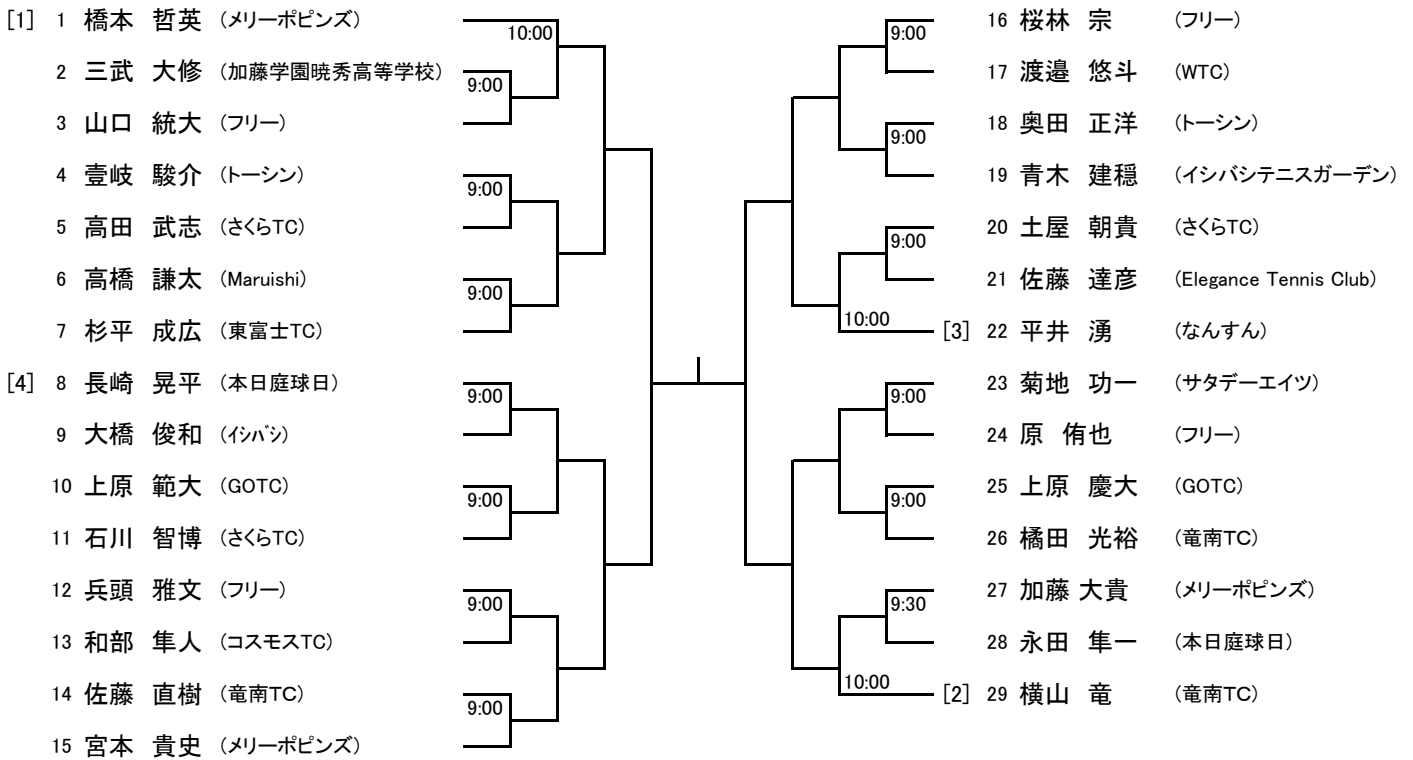 [1] 1 橋本 哲英 (メリーポピンズ)
10:00
2 三武 大修 (加藤学園暁秀高等学校)
9:00
3 山口 統大 (フリー)
4 壹岐 駿介 (トーシン)
9:00
5 高田 武志 (さくらTC)
6 高橋 謙太 (Maruishi)
9:00
7 杉平 成広 (東富士TC)
[4] 8 長崎 晃平 (本日庭球日)
9:00
9 大橋 俊和 (ｲｼﾊﾞｼ)
10 上原 範大 (GOTC)
9:00
11 石川 智博 (さくらTC)
12 兵頭 雅文 (フリー)
9:00
13 和部 隼人 (コスモスTC)
14 佐藤 直樹 (竜南TC)
9:00
15 宮本 貴史 (メリーポピンズ)
16 桜林 宗 (フリー)
9:00
17 渡邉 悠斗 (WTC)
18 奥田 正洋 (トーシン)
9:00
19 青木 建穏 (イシバシテニスガーデン)
20 土屋 朝貴 (さくらTC)
9:00
21 佐藤 達彦 (Elegance Tennis Club)
10:00
[3] 22 平井 湧 (なんすん)
23 菊地 功一 (サタデーエイツ)
9:00
24 原 侑也 (フリー)
25 上原 慶大 (GOTC)
9:00
26 橘田 光裕 (竜南TC)
27 加藤 大貴 (メリーポピンズ)
9:30
28 永田 隼一 (本日庭球日)
10:00
[2] 29 横山 竜 (竜南TC)